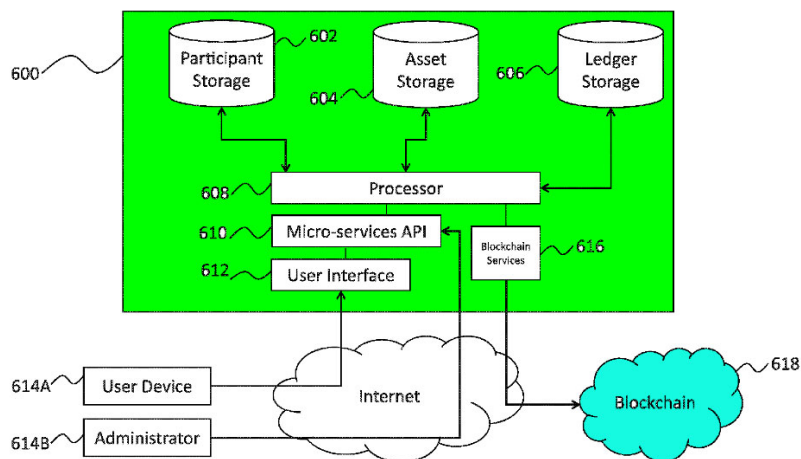 602
Participant
Storage
Asset
Storage
604
Ledger
Storage
606
600
608
Processor
610
Micro-services API
Blockchain
Services
616
612
User Interface
614A
User Device
Internet
Blockchain
618
614B
Administrator